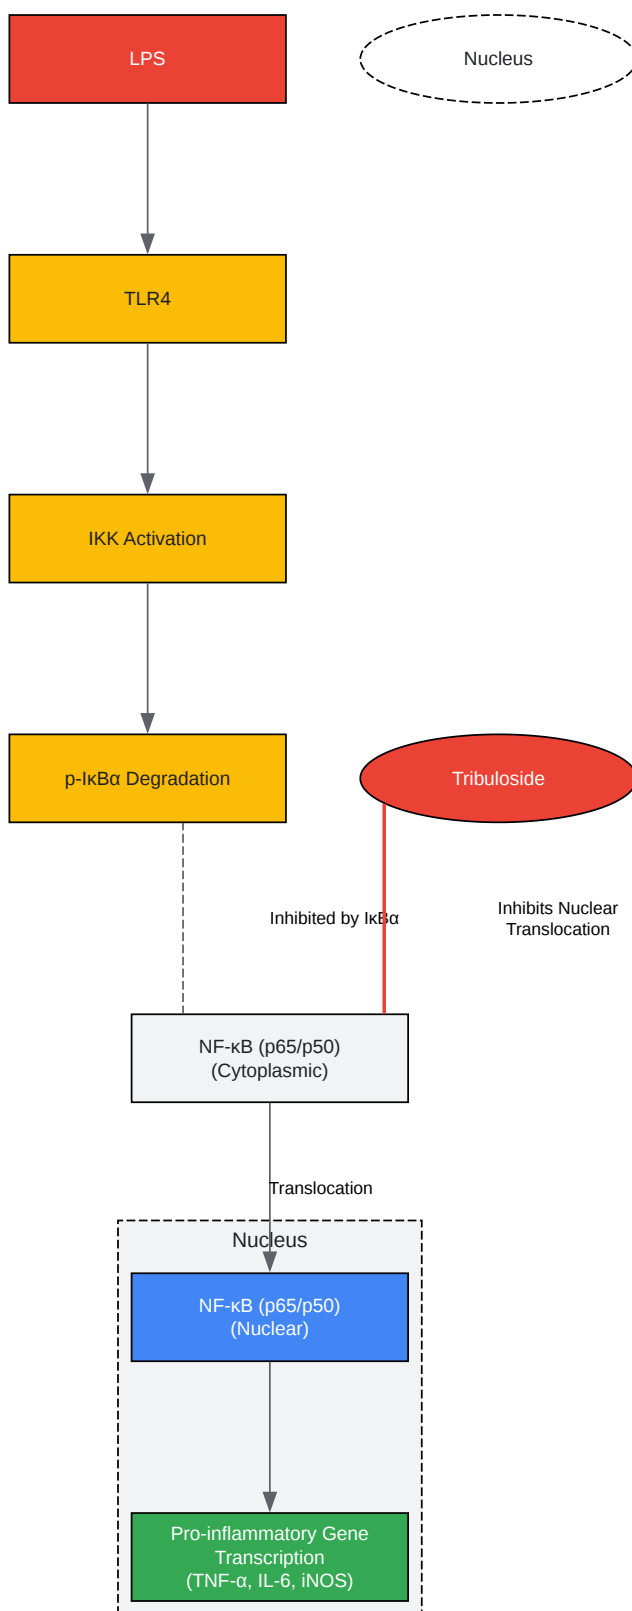 LPS
Nucleus
TLR4
IKK Activation
p-IκBα Degradation
Tribuloside
Inhibited by IκBα
Inhibits Nuclear
Translocation
NF-κB (p65/p50)
(Cytoplasmic)
Translocation
Nucleus
NF-κB (p65/p50)
(Nuclear)
Pro-inflammatory Gene
Transcription
(TNF-α, IL-6, iNOS)